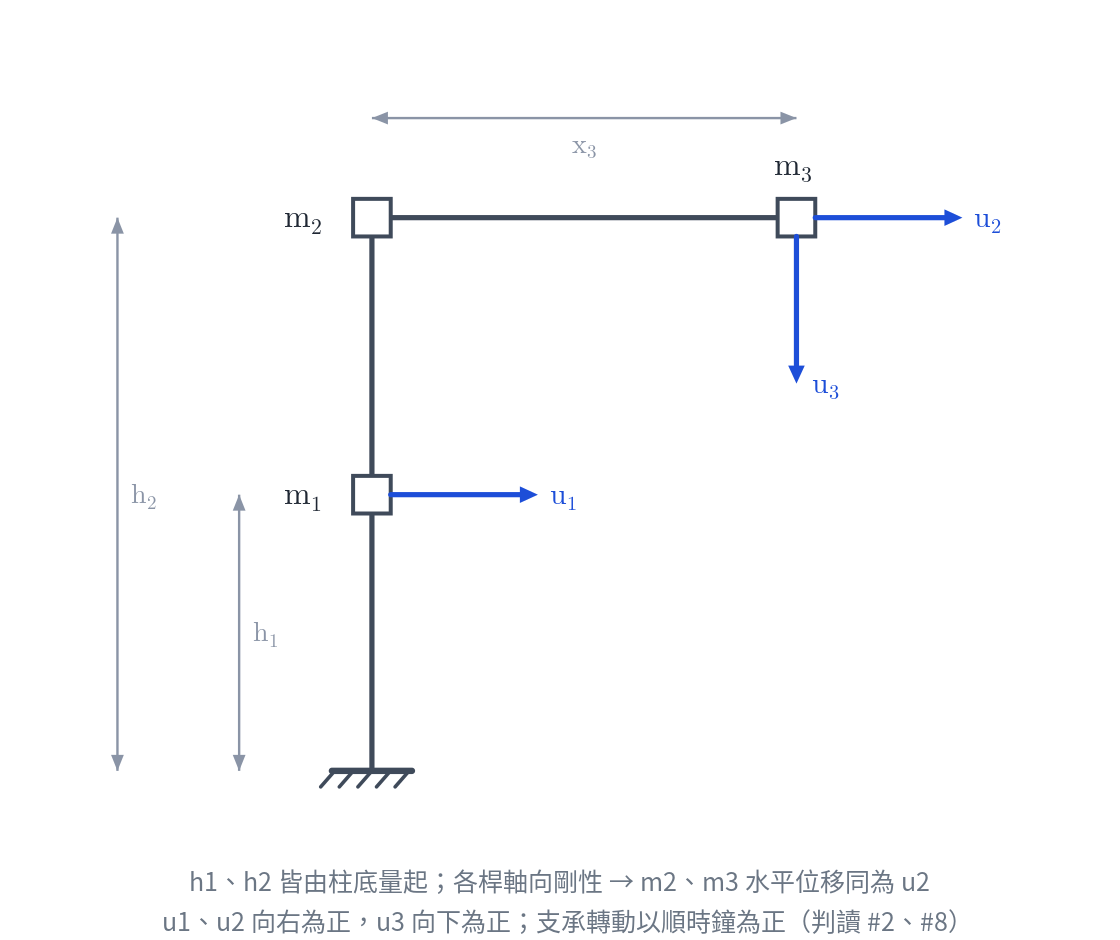 x₃
m₃
m₂
u₂
u₃
h₂
m₁
u₁
h₁
h1、h2 皆由柱底量起；各桿軸向剛性 → m2、m3 水平位移同為 u2
u1、u2 向右為正，u3 向下為正；支承轉動以順時鐘為正（判讀 #2、#8）